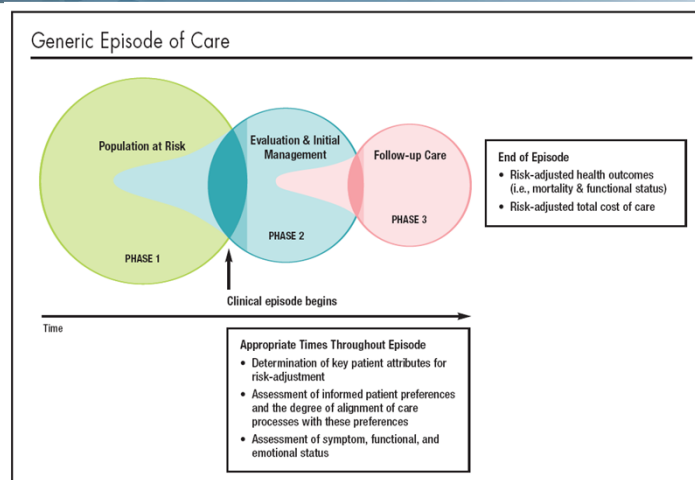 Generic Episode of Care
Population at Risk
PHASE 1
Evaluation & Initial
Management
PHASE 2
Follow-up Care
PHASE 3
End of Episode
• Risk-adjusted health outcomes
(i.e., mortality & functional status)
• Risk-adjusted total cost of care
Clinical episode begins
Time
Appropriate Times Throughout Episode
• Determination of key patient attributes for
risk-adjustment
• Assessment of informed patient preferences
and the degree of alignment of care
processes with these preferences
• Assessment of symptom, functional, and
emotional status